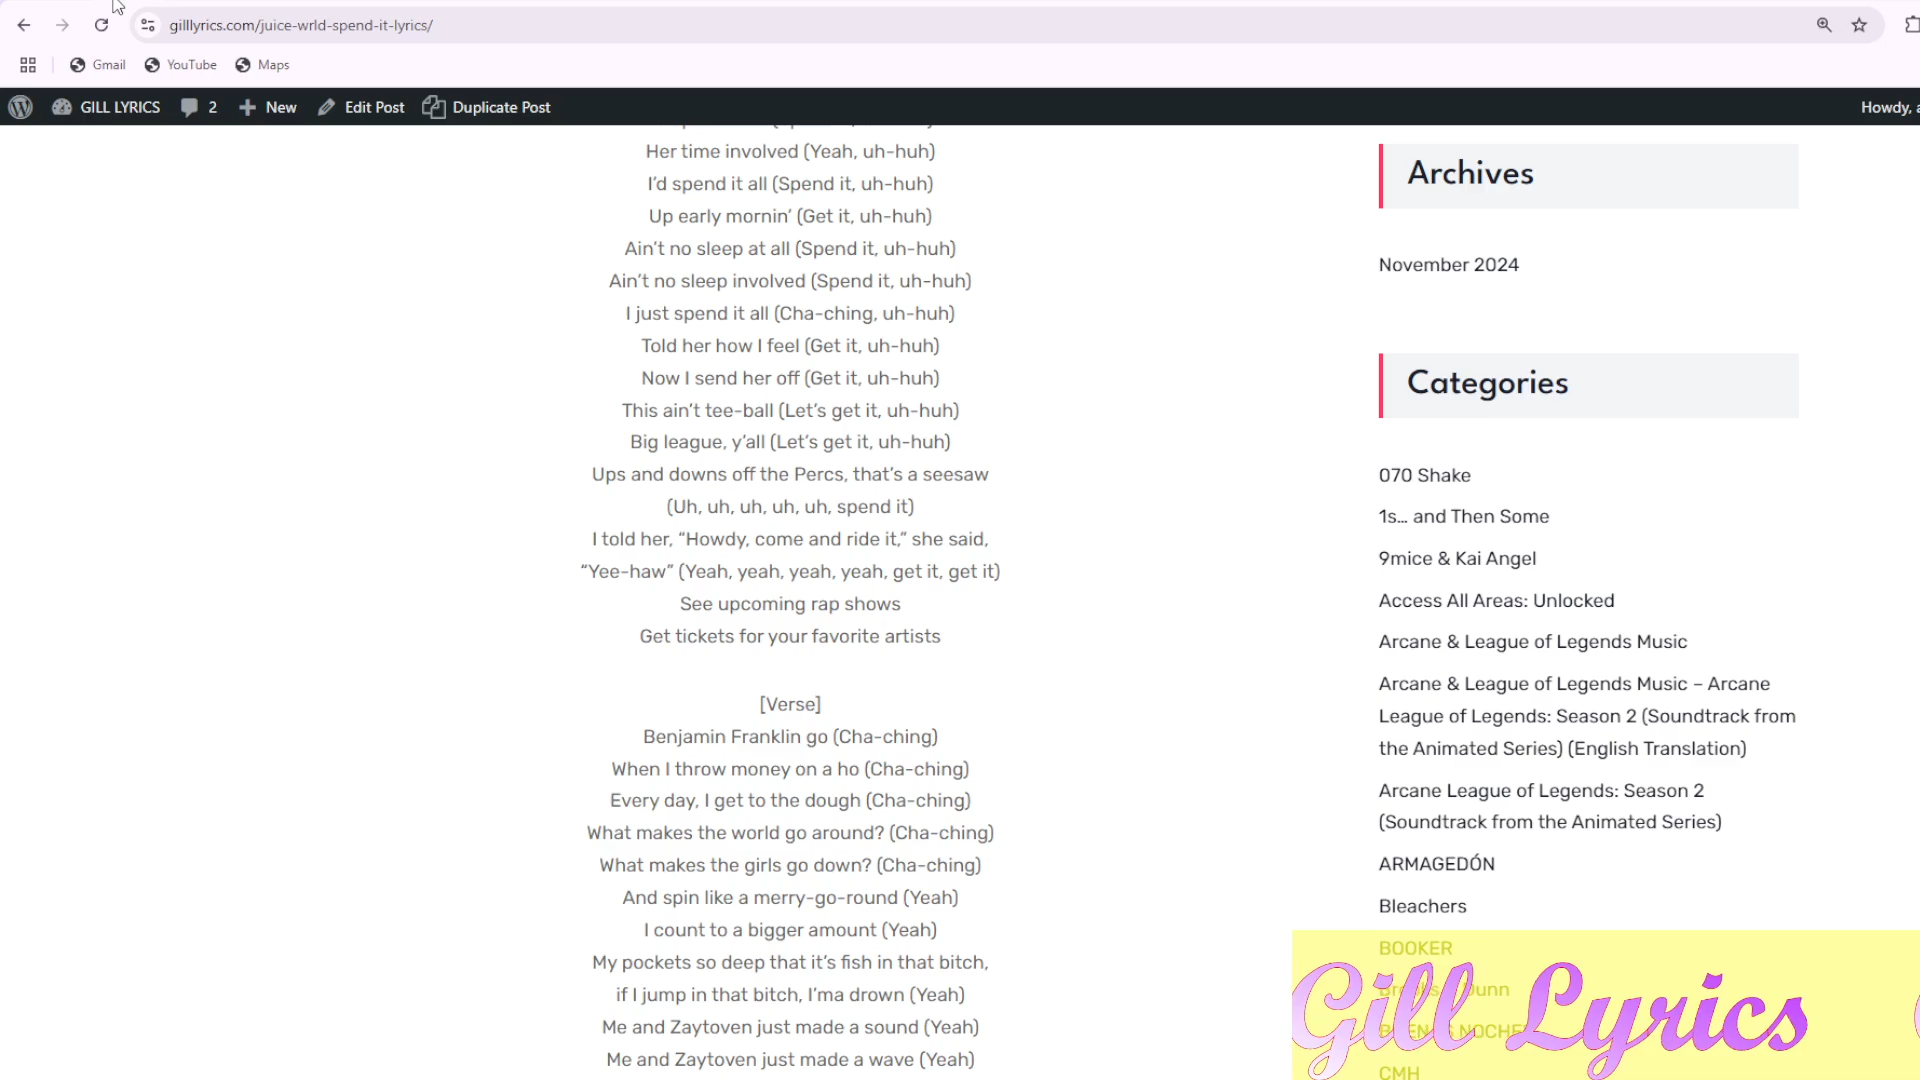 gilllyrics.com/juice-wrld-spend-it-lyrics/
Gmail
YouTube
Maps
GILL LYRICS
2
New
Edit Post
Duplicate Post
Howdy, a
Her time involved (Yeah, uh-huh)
I’d spend it all (Spend it, uh-huh)
Up early mornin’ (Get it, uh-huh)
Ain’t no sleep at all (Spend it, uh-huh)
Ain’t no sleep involved (Spend it, uh-huh)
I just spend it all (Cha-ching, uh-huh)
Told her how I feel (Get it, uh-huh)
Now I send her off (Get it, uh-huh)
This ain’t tee-ball (Let’s get it, uh-huh)
Big league, y’all (Let’s get it, uh-huh)
Ups and downs off the Percs, that’s a seesaw
(Uh, uh, uh, uh, uh, spend it)
I told her, “Howdy, come and ride it,” she said,
“Yee-haw” (Yeah, yeah, yeah, yeah, get it, get it)
See upcoming rap shows
Get tickets for your favorite artists
[Verse]
Benjamin Franklin go (Cha-ching)
When I throw money on a ho (Cha-ching)
Every day, I get to the dough (Cha-ching)
What makes the world go around? (Cha-ching)
What makes the girls go down? (Cha-ching)
And spin like a merry-go-round (Yeah)
I count to a bigger amount (Yeah)
My pockets so deep that it’s fish in that bitch,
if I jump in that bitch, I’ma drown (Yeah)
Me and Zaytoven just made a sound (Yeah)
Me and Zaytoven just made a wave (Yeah)
Archives
November 2024
Categories
070 Shake
1s… and Then Some
9mice & Kai Angel
Access All Areas: Unlocked
Arcane & League of Legends Music
Arcane & League of Legends Music – Arcane
League of Legends: Season 2 (Soundtrack from
the Animated Series) (English Translation)
Arcane League of Legends: Season 2
(Soundtrack from the Animated Series)
ARMAGEDÓN
Bleachers
BOOKER
Dunn
CMH
Gill Lyrics